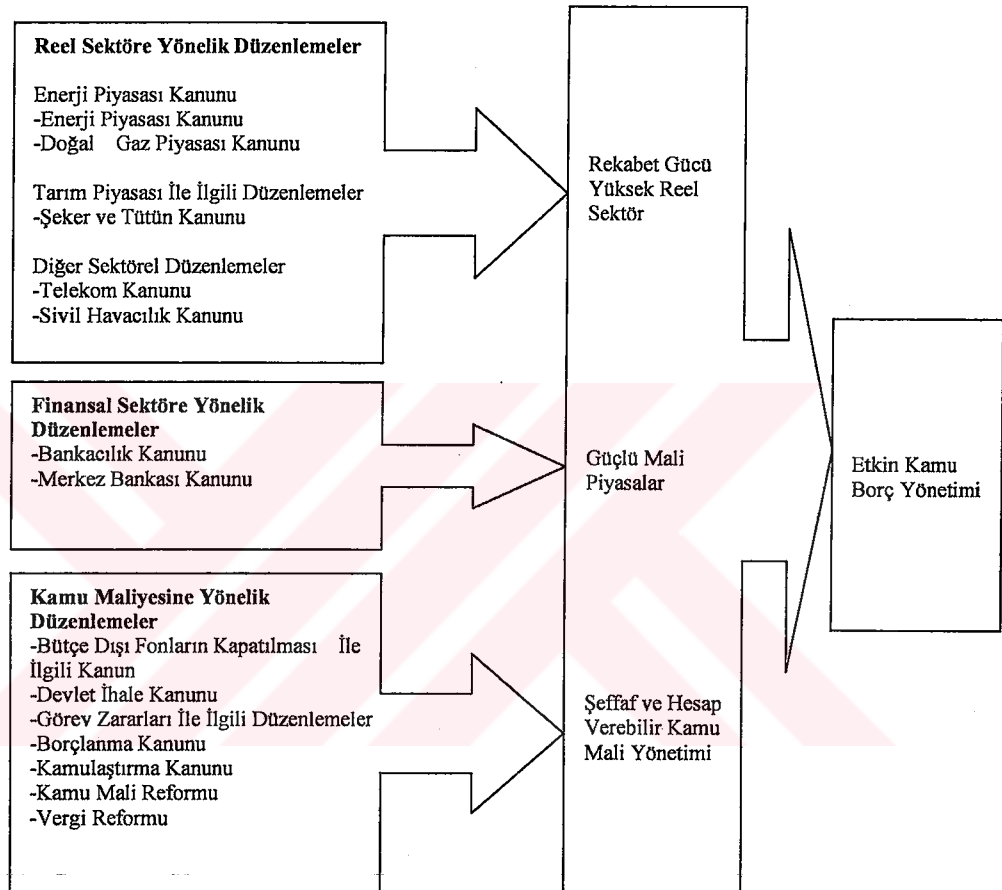 Reel Sektöre Yönelik Düzenlemeler
Enerji Piyasası Kanunu
-Enerji Piyasası Kanunu
-Doğal Gaz Piyasası Kanunu
Tarım Piyasası İle İlgili Düzenlemeler
-Şeker ve Tütün Kanunu
Diğer Sektörel Düzenlemeler
-Telekom Kanunu
-Sivil Havacılık Kanunu
Finansal Sektöre Yönelik
Düzenlemeler
-Bankacılık Kanunu
-Merkez Bankası Kanunu
Kamu Maliyesine Yönelik
Düzenlemeler
-Bütçe Dışı Fonların Kapatılması İle
İlgili Kanun
-Devlet İhale Kanunu
-Görev Zararları İle İlgili Düzenlemeler
-Borçlanma Kanunu
-Kamulaştırma Kanunu
-Kamu Mali Reformu
-Vergi Reformu
Rekabet Gücü
Yüksek Reel
Sektör
Güçlü Mali
Piyasalar
Şeffaf ve Hesap
Verebilir Kamu
Mali Yönetimi
Etkin Kamu
Borç Yönetimi